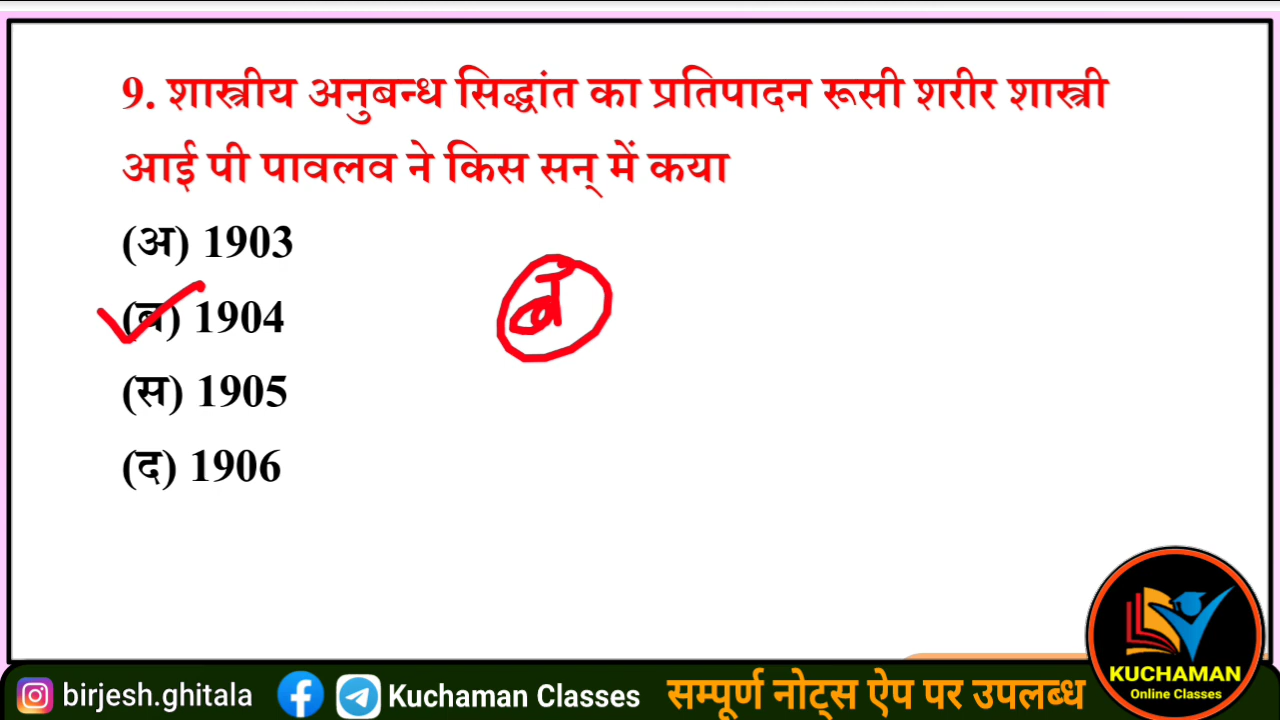 9. शास्त्रीय अनुबन्ध सिद्धांत का प्रतिपादन रूसी शरीर शास्त्री
आई पी पावलव ने किस सन् में कया
(अ) 1903
(ब) 1904
ब
(स) 1905
(द) 1906
KUCHAMAN
Online Classes
birjesh.ghitala
Kuchaman Classes
सम्पूर्ण नोट्स ऐप पर उपलब्ध